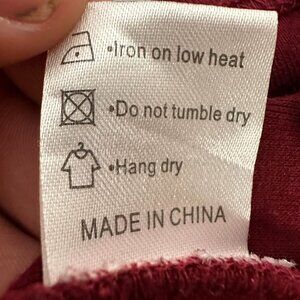 •Iron on low heat
•Do not tumble dry
•Hang dry
MADE IN CHINA